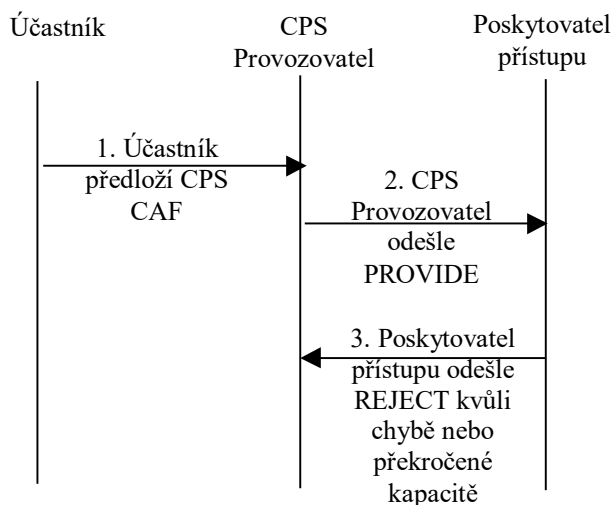 Účastník
CPS
Provozovatel
Poskytovatel
přístupu
1. Účastník
předloží CPS
CAF
2. CPS
Provozovatel
odešle
PROVIDE
3. Poskytovatel
přístupu odešle
REJECT kvůli
chybě nebo
překročené
kapacitě